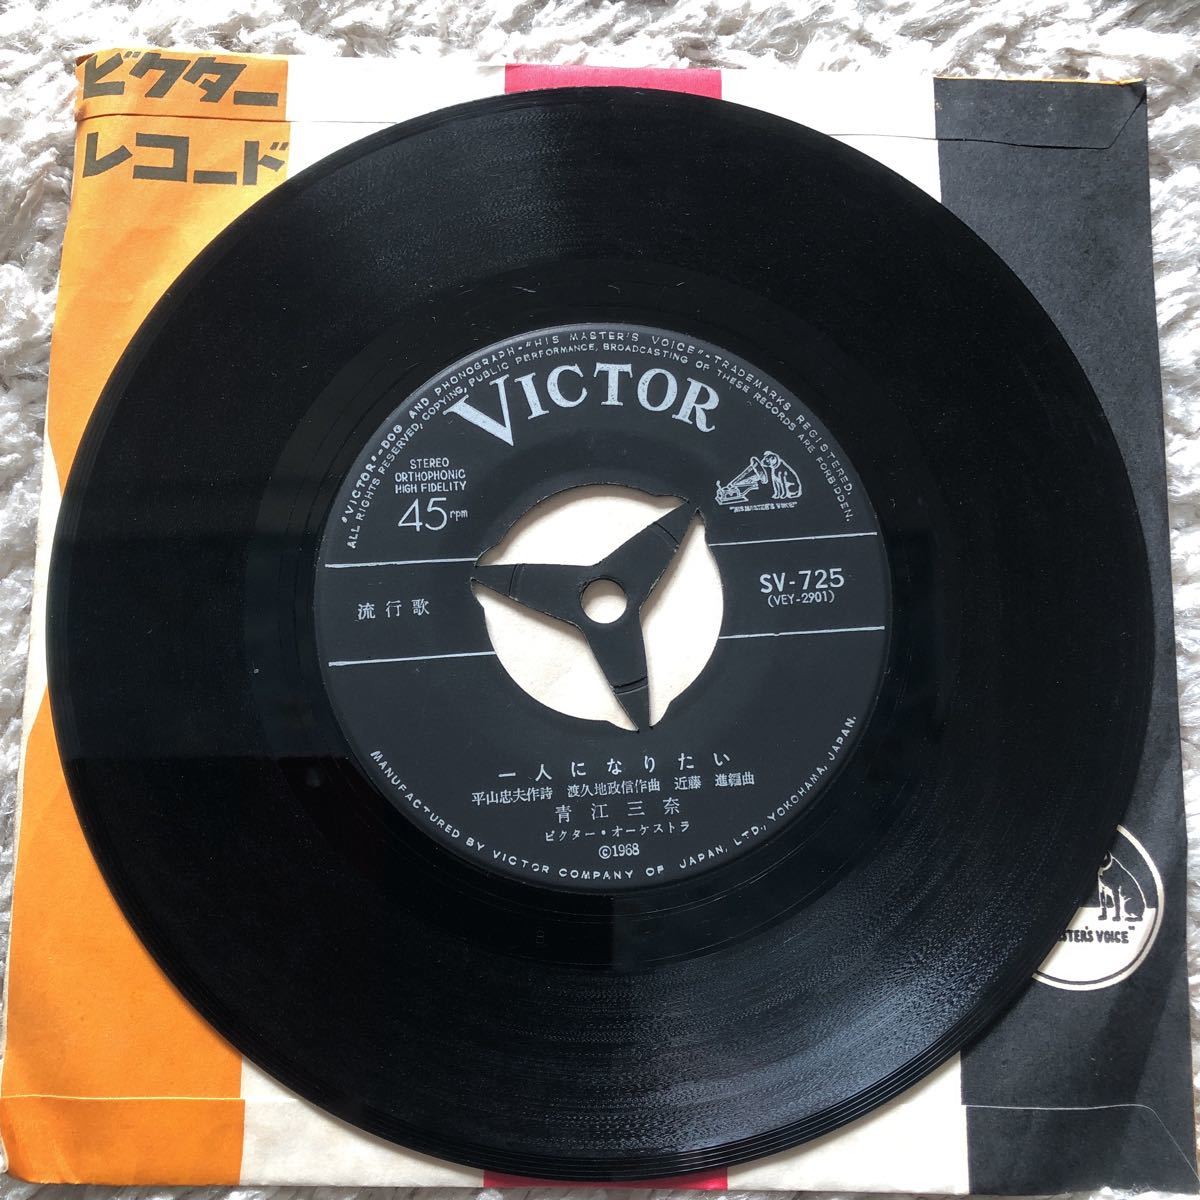 ビクター
レコード
"VICTOR"-DOG AND PHONOGRAPH-"HIS MASTER'S VOICE"-TRADEMARKS REGISTERED.
ALL RIGHTS RESERVED, COPYING, PUBLIC PERFORMANCE, BROADCASTING OF THESE RECORDS ARE FORBIDDEN.
VICTOR
STEREO
ORTHOPHONIC
HIGH FIDELITY
45rpm
"HIS MASTER'S VOICE"
SV-725
(VEY-2901)
流行歌
一人になりたい
平山忠夫作詩 渡久地政信作曲 近藤 進編曲
青江三奈
ビクター・オーケストラ
©1968
MANUFACTURED BY VICTOR COMPANY OF JAPAN, LTD., YOKOHAMA, JAPAN.
VOICE"